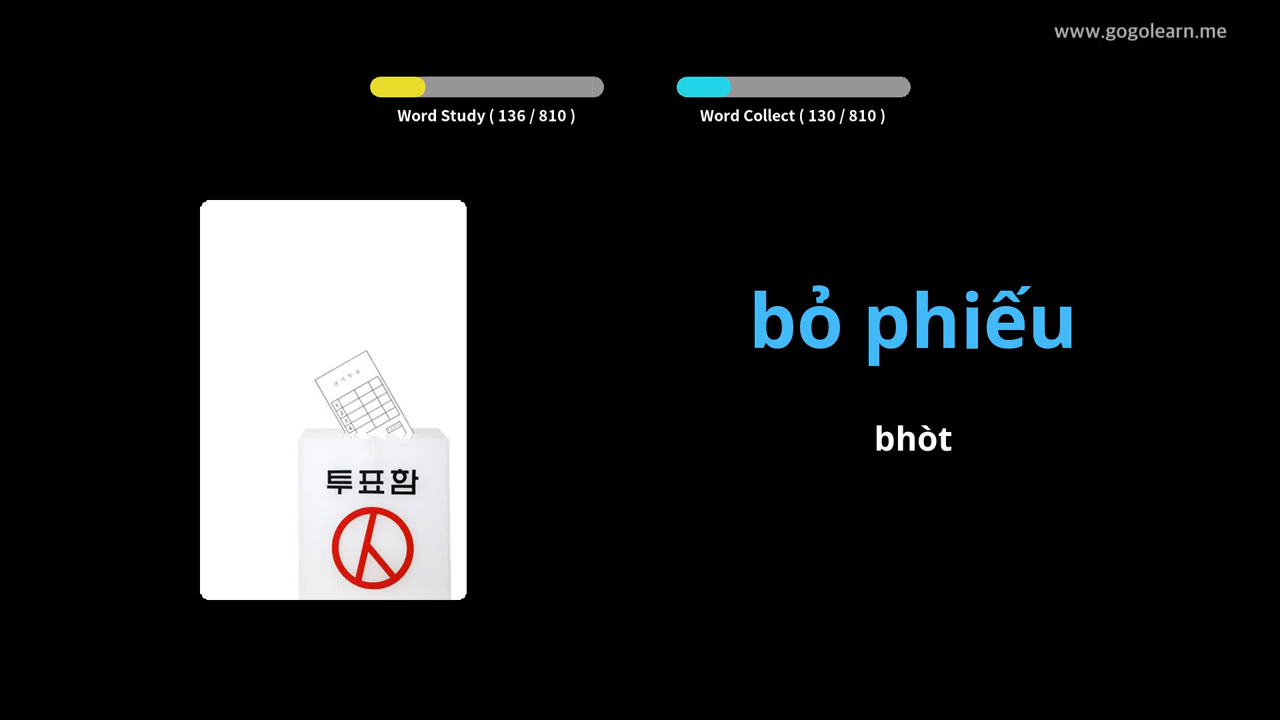 www.gogolearn.me
Word Study ( 136 / 810 )
Word Collect ( 130 / 810 )
bỏ phiếu
bhòt
투표함